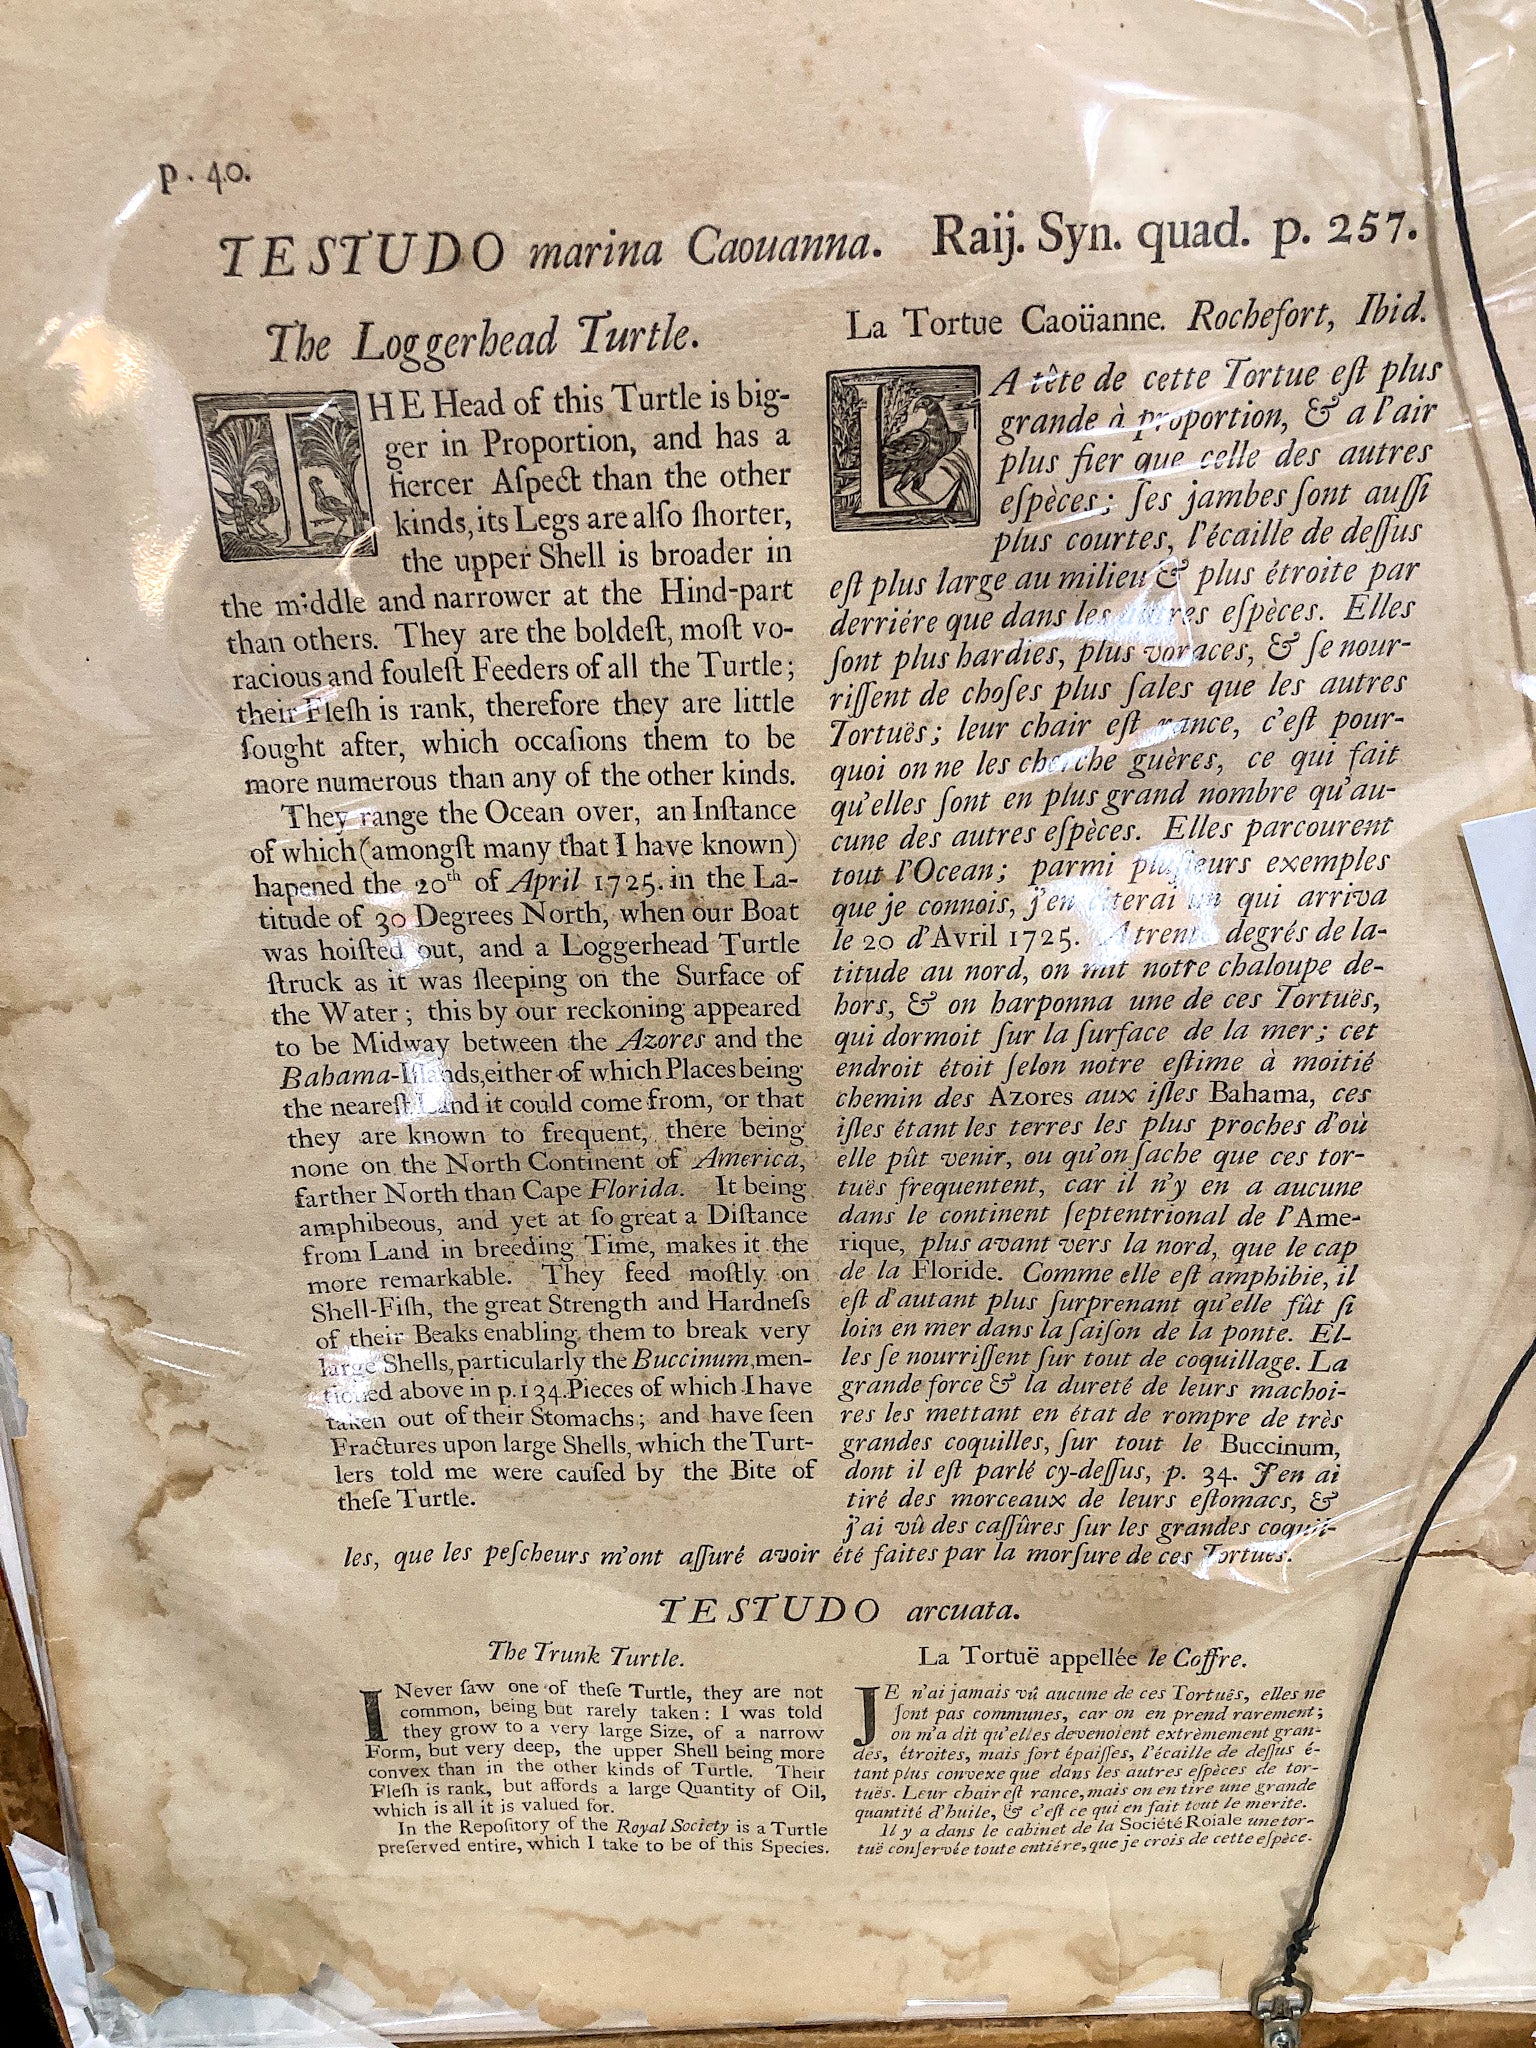 p. 40.
TESTUDO marina Caouanna. Raij. Syn. quad. p. 257.
The Loggerhead Turtle.
THE Head of this Turtle is big-
ger in Proportion, and has a
fiercer Aſpect than the other
kinds, its Legs are alſo ſhorter,
the upper Shell is broader in
the middle and narrower at the Hind-part
than others. They are the boldeſt, moſt vo-
racious and fouleſt Feeders of all the Turtle;
their Fleſh is rank, therefore they are little
ſought after, which occaſions them to be
more numerous than any of the other kinds.
They range the Ocean over, an Inſtance
of which (amongſt many that I have known)
hapened the 20th of April 1725. in the La-
titude of 30 Degrees North, when our Boat
was hoiſted out, and a Loggerhead Turtle
ſtruck as it was ſleeping on the Surface of
the Water; this by our reckoning appeared
to be Midway between the Azores and the
Bahama-Iſlands, either of which Places being
the neareſt Land it could come from, or that
they are known to frequent, there being
none on the North Continent of America,
farther North than Cape Florida. It being
amphibeous, and yet at ſo great a Diſtance
from Land in breeding Time, makes it the
more remarkable. They feed moſtly on
Shell-Fiſh, the great Strength and Hardneſs
of their Beaks enabling them to break very
large Shells, particularly the Buccinum, men-
tioned above in p. 134. Pieces of which I have
taken out of their Stomachs; and have ſeen
Fractures upon large Shells, which the Turt-
lers told me were cauſed by the Bite of
theſe Turtle.
La Tortue Caoüanne. Rochefort, Ibid.
LA tête de cette Tortue eſt plus
grande à proportion, & a l'air
plus fier que celle des autres
eſpèces; ſes jambes ſont auſſi
plus courtes, l'écaille de deſſus
eſt plus large au milieu & plus étroite par
derriére que dans les autres eſpèces. Elles
ſont plus hardies, plus voraces, & ſe nour-
riſſent de choſes plus ſales que les autres
Tortuës; leur chair eſt rance, c'eſt pour-
quoi on ne les cherche guères, ce qui fait
qu'elles ſont en plus grand nombre qu'au-
cune des autres eſpèces. Elles parcourent
tout l'Ocean; parmi pluſieurs exemples
que je connois, j'en citerai un qui arriva
le 20 d'Avril 1725. A trente degrés de la-
titude au nord, on mit notre chaloupe de-
hors, & on harponna une de ces Tortuës,
qui dormoit ſur la ſurface de la mer; cet
endroit étoit ſelon notre eſtime à moitié
chemin des Azores aux iſles Bahama, ces
iſles étant les terres les plus proches d'où
elle pût venir, ou qu'on ſache que ces tor-
tuës frequentent, car il n'y en a aucune
dans le continent ſeptentrional de l'Ame-
rique, plus avant vers la nord, que le cap
de la Floride. Comme elle eſt amphibie, il
eſt d'autant plus ſurprenant qu'elle fût ſi
loin en mer dans la ſaiſon de la ponte. El-
les ſe nourriſſent ſur tout de coquillage. La
grande force & la dureté de leurs machoi-
res les mettant en état de rompre de très
grandes coquilles, ſur tout le Buccinum,
dont il eſt parlé cy-deſſus, p. 34. J'en ai
tiré des morceaux de leurs eſtomacs, &
j'ai vû des caſſûres ſur les grandes coquil-
les, que les peſcheurs m'ont aſſuré avoir été faites par la morſure de ces Tortues.
TESTUDO arcuata.
The Trunk Turtle.
I Never ſaw one of theſe Turtle, they are not
common, being but rarely taken: I was told
they grow to a very large Size, of a narrow
Form, but very deep, the upper Shell being more
convex than in the other kinds of Turtle. Their
Fleſh is rank, but affords a large Quantity of Oil,
which is all it is valued for.
In the Repoſitory of the Royal Society is a Turtle
preſerved entire, which I take to be of this Species.
La Tortuë appellée le Coffre.
JE n'ai jamais vû aucune de ces Tortuës, elles ne
ſont pas communes, car on en prend rarement;
on m'a dit qu'elles devenoient extrèmement gran-
des, étroites, mais fort épaiſſes, l'écaille de deſſus é-
tant plus convexe que dans les autres eſpèces de tor-
tuës. Leur chair eſt rance, mais on en tire une grande
quantité d'huile, & c'eſt ce qui en fait tout le merite.
Il y a dans le cabinet de la Société Roiale une tor-
tuë conſervée toute entiére, que je crois de cette eſpèce.